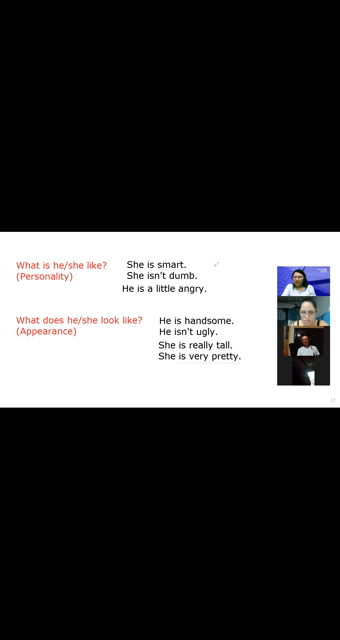 What is he/she like? She is smart.
(Personality) She isn't dumb.
He is a little angry.
What does he/she look like? He is handsome.
(Appearance) He isn't ugly.
She is really tall.
She is very pretty.